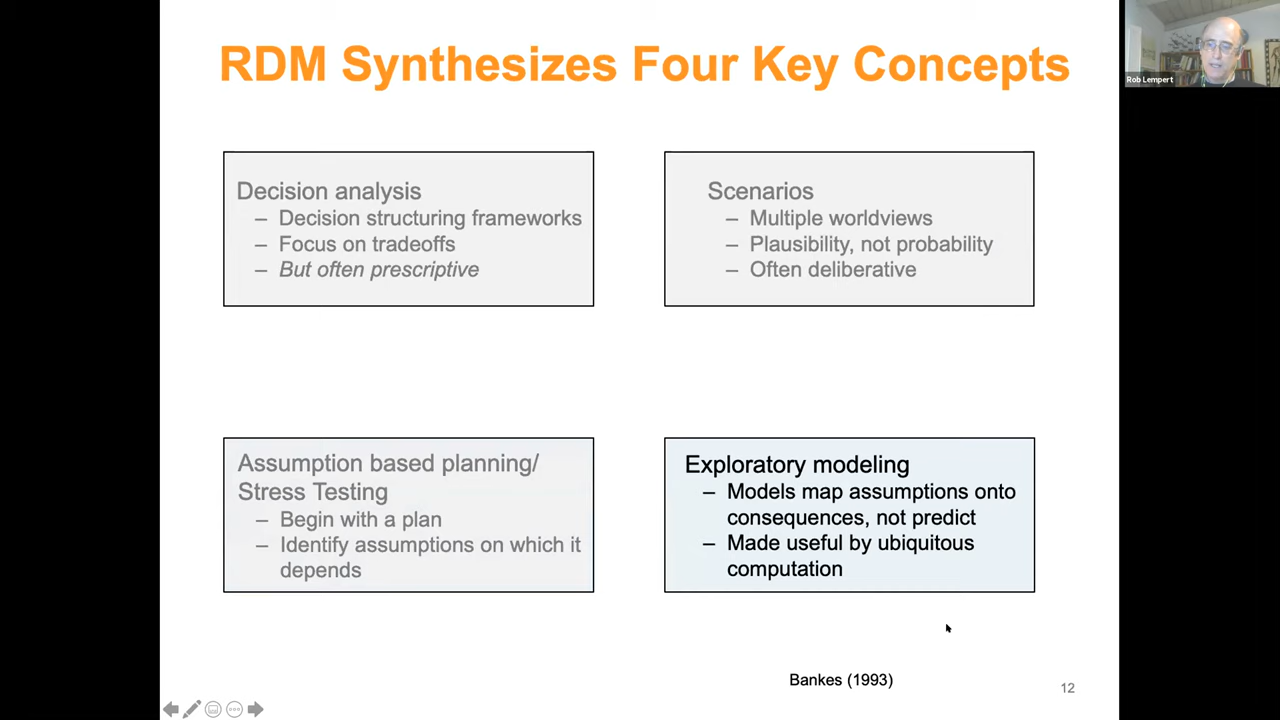 RDM Synthesizes Four Key Concepts
Rob Lempert
Decision analysis
– Decision structuring frameworks
– Focus on tradeoffs
– But often prescriptive
Scenarios
– Multiple worldviews
– Plausibility, not probability
– Often deliberative
Assumption based planning/
Stress Testing
– Begin with a plan
– Identify assumptions on which it
depends
Exploratory modeling
– Models map assumptions onto
consequences, not predict
– Made useful by ubiquitous
computation
Bankes (1993)
12